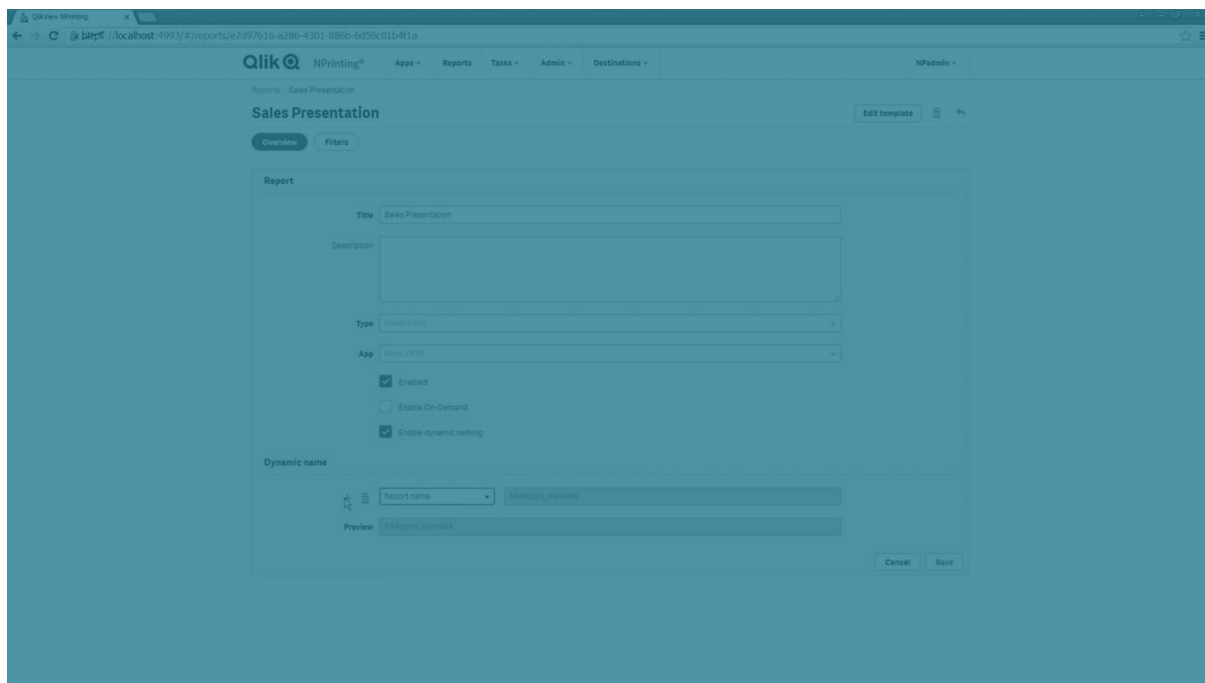 QlikView NPrinting
https://localhost:4993/#/reports/e7d97616-a286-4301-886b-6d56c01b4f1a
Qlik NPrinting® Apps Reports Tasks Admin Destinations NPadmin
Reports / Sales Presentation
Sales Presentation
Edit template
Overview Filters
Report
Title Sales Presentation
Description
Type PowerPoint
App
Enabled
Enable On-Demand
Enable dynamic naming
Dynamic name
Report name %%Report_Name%%
Preview %%Report_Name%%
Cancel Save